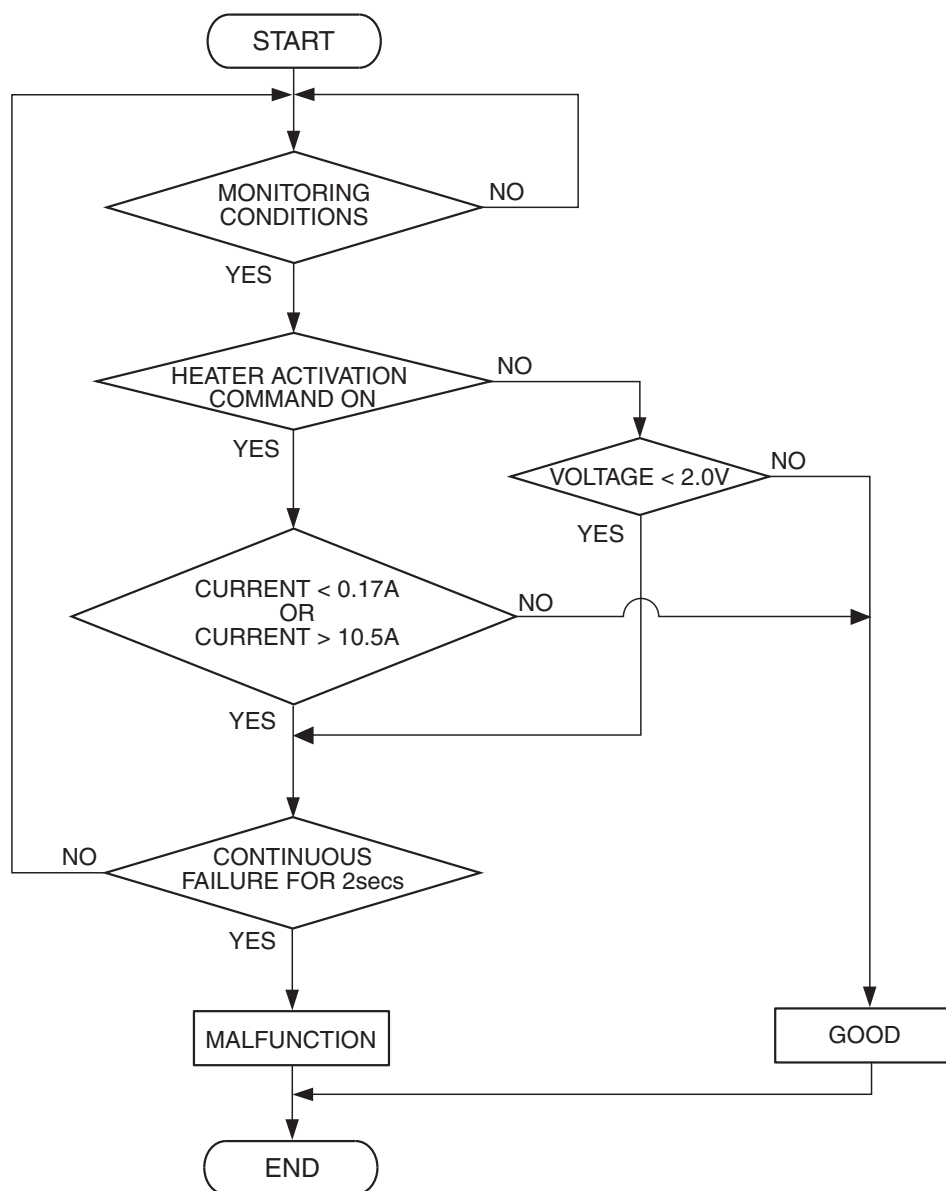 START
MONITORING
CONDITIONS
NO
YES
HEATER ACTIVATION
COMMAND ON
NO
YES
VOLTAGE < 2.0V
NO
YES
CURRENT < 0.17A
OR
CURRENT > 10.5A
NO
YES
CONTINUOUS
FAILURE FOR 2secs
NO
YES
MALFUNCTION
GOOD
END